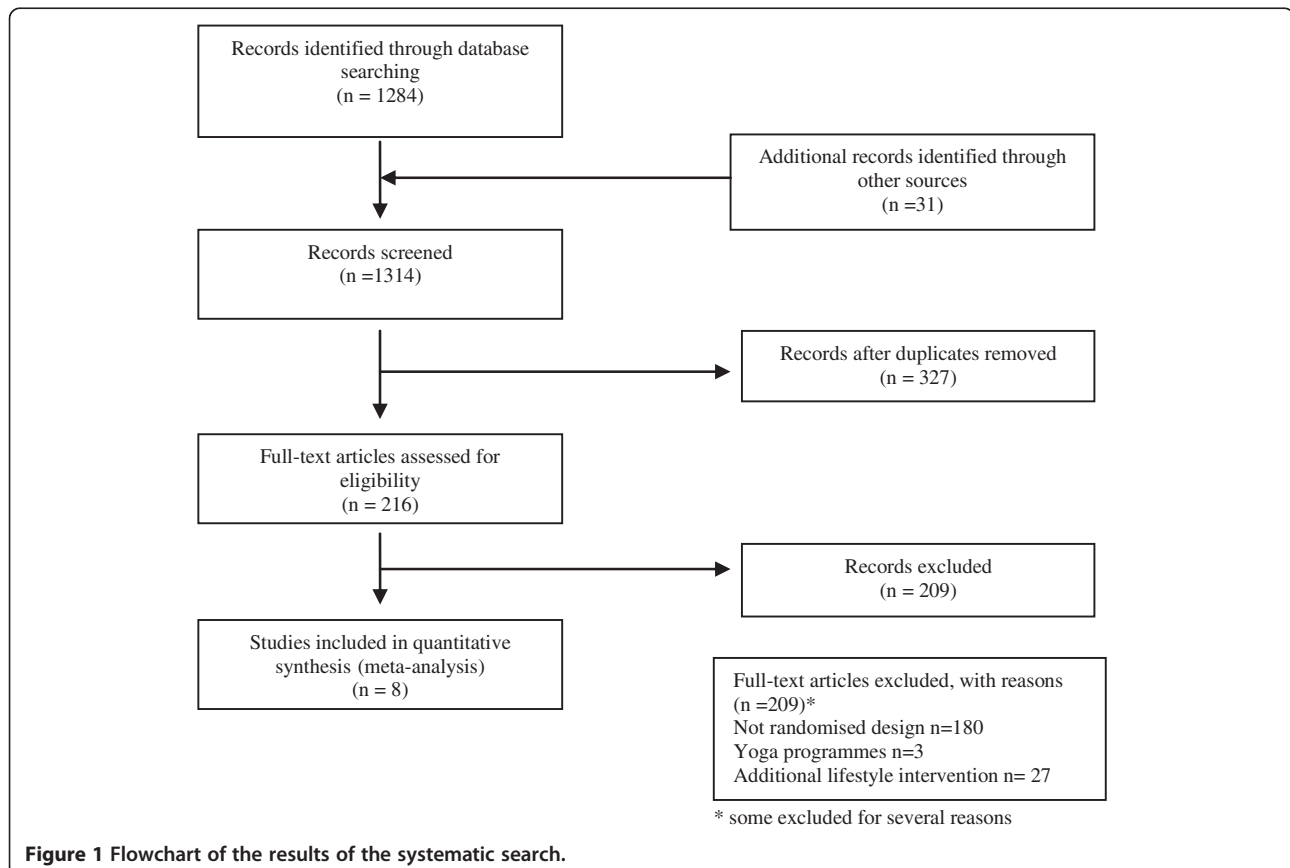 Records identified through database
searching
(n = 1284)
Additional records identified through
other sources
(n =31)
Records screened
(n =1314)
Records after duplicates removed
(n = 327)
Full-text articles assessed for
eligibility
(n = 216)
Records excluded
(n = 209)
Studies included in quantitative
synthesis (meta-analysis)
(n = 8)
Full-text articles excluded, with reasons
(n =209)*
Not randomised design n=180
Yoga programmes n=3
Additional lifestyle intervention n= 27
* some excluded for several reasons
Figure 1 Flowchart of the results of the systematic search.